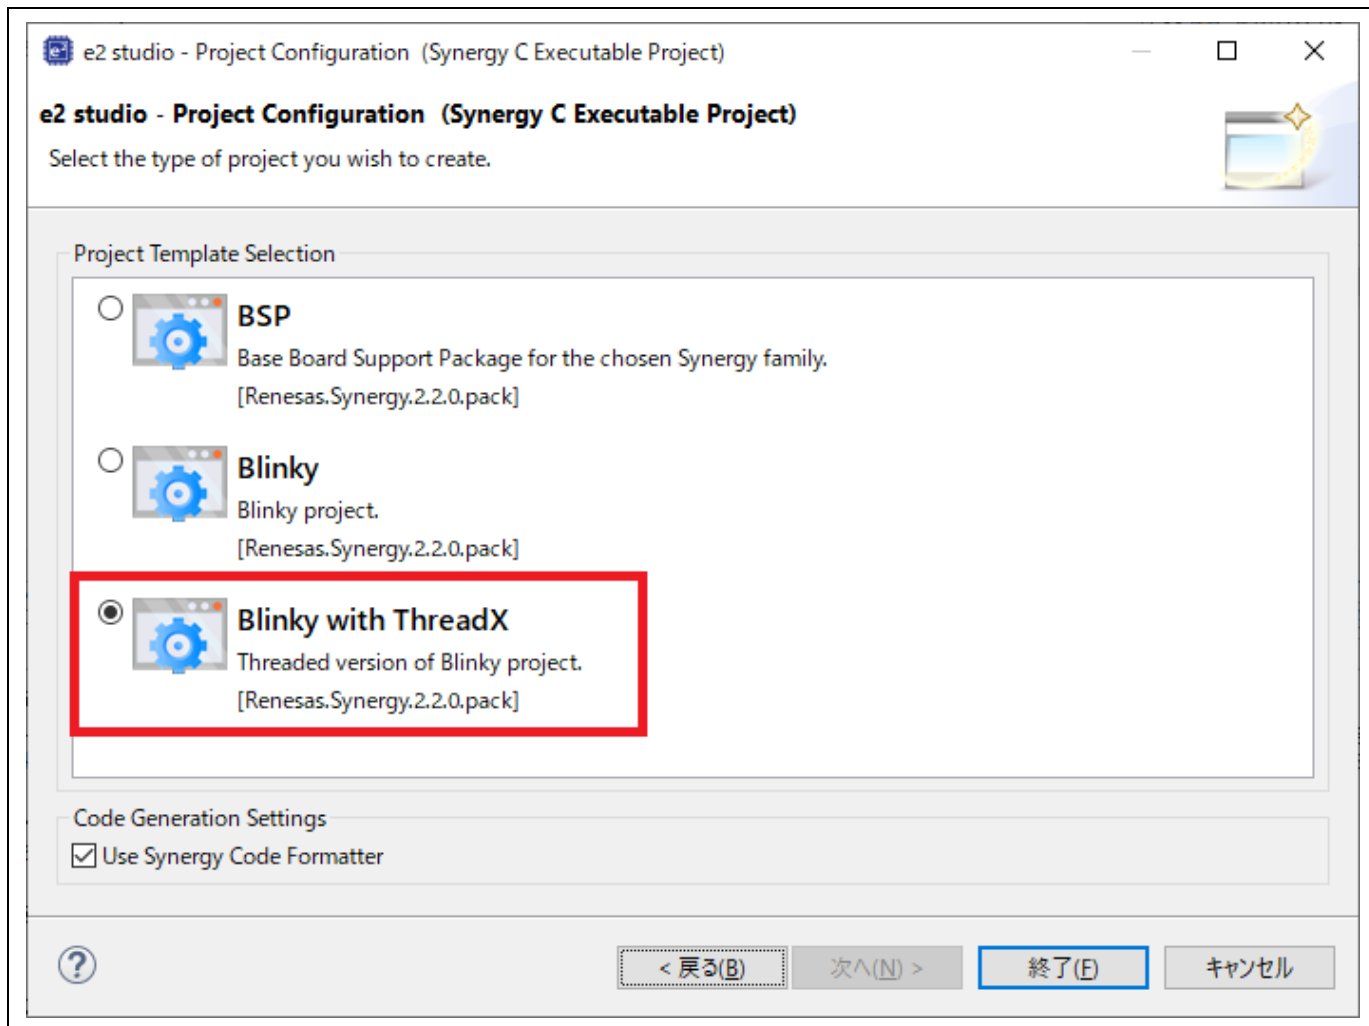 e2 studio - Project Configuration (Synergy C Executable Project)
e2 studio - Project Configuration (Synergy C Executable Project)
Select the type of project you wish to create.
Project Template Selection
BSP
Base Board Support Package for the chosen Synergy family.
[Renesas.Synergy.2.2.0.pack]
Blinky
Blinky project.
[Renesas.Synergy.2.2.0.pack]
Blinky with ThreadX
Threaded version of Blinky project.
[Renesas.Synergy.2.2.0.pack]
Code Generation Settings
Use Synergy Code Formatter
< 戻る(B) 次へ(N) > 終了(F) キャンセル